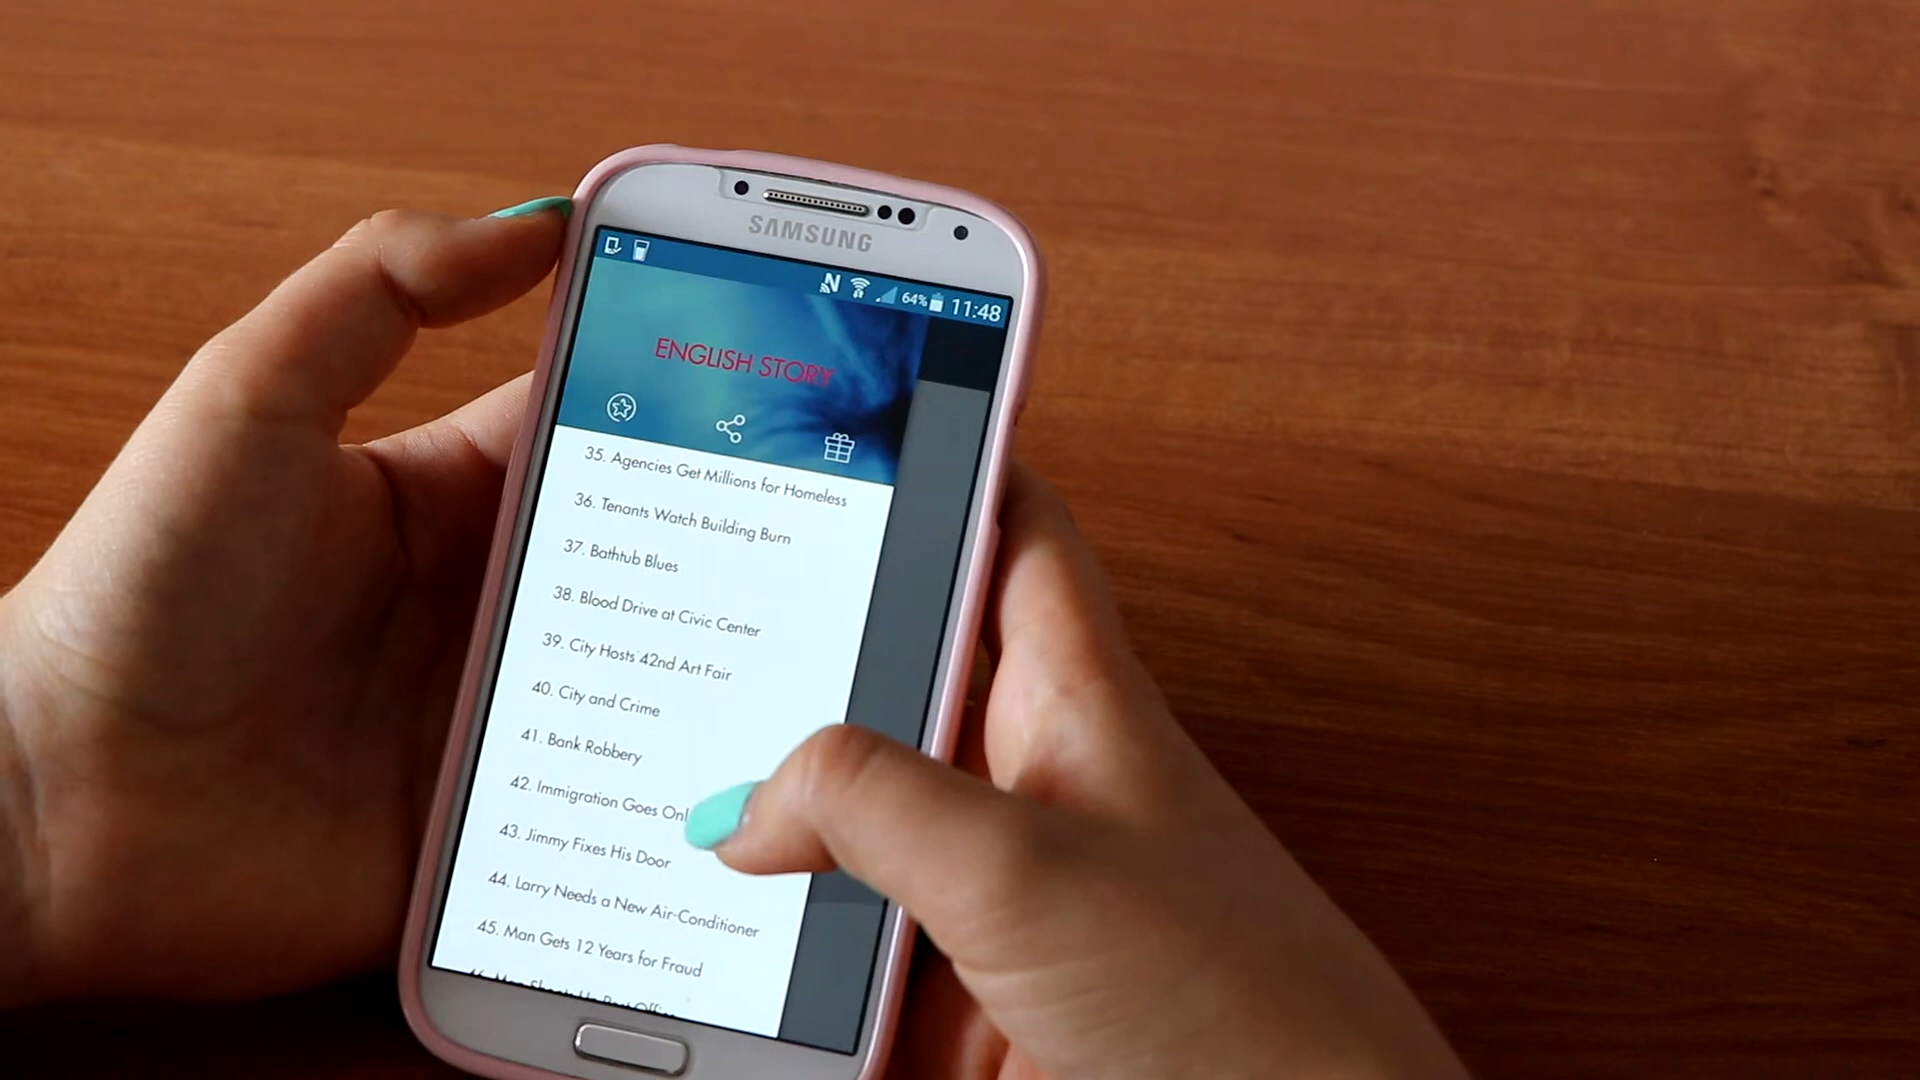 SAMSUNG
64% 11:48
ENGLISH STORY
35. Agencies Get Millions for Homeless
36. Tenants Watch Building Burn
37. Bathtub Blues
38. Blood Drive at Civic Center
39. City Hosts 42nd Art Fair
40. City and Crime
41. Bank Robbery
42. Immigration Goes Onl
43. Jimmy Fixes His Door
44. Larry Needs a New Air-Conditioner
45. Man Gets 12 Years for Fraud